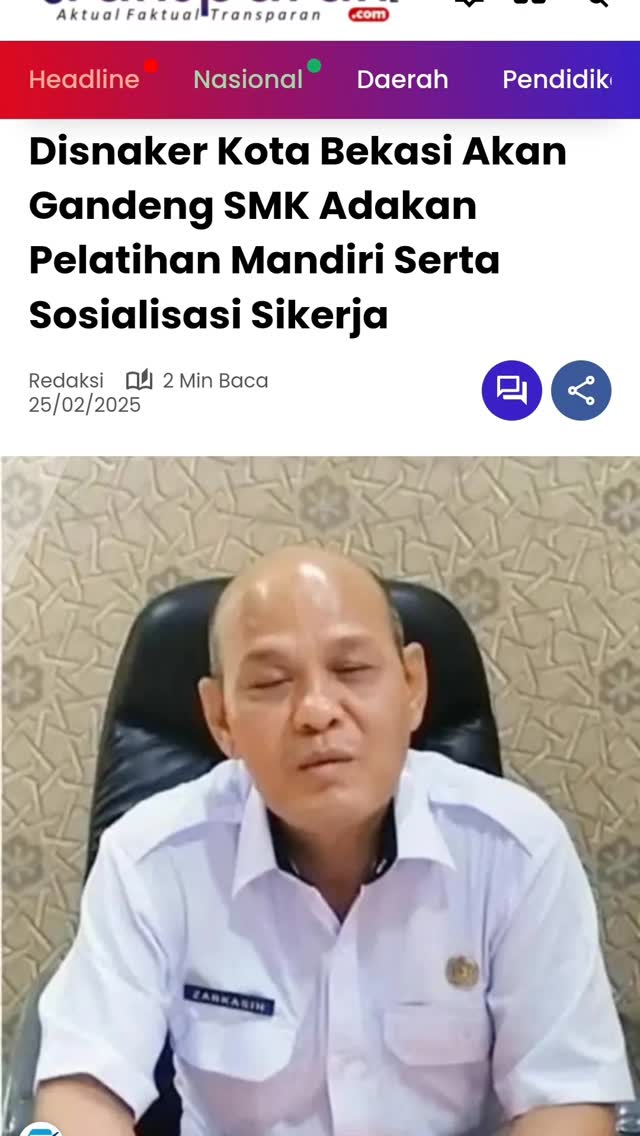 Aktual Faktual Transparan .com
Headline Nasional Daerah Pendidik
Disnaker Kota Bekasi Akan
Gandeng SMK Adakan
Pelatihan Mandiri Serta
Sosialisasi Sikerja
Redaksi 2 Min Baca
25/02/2025
ZARKASIH